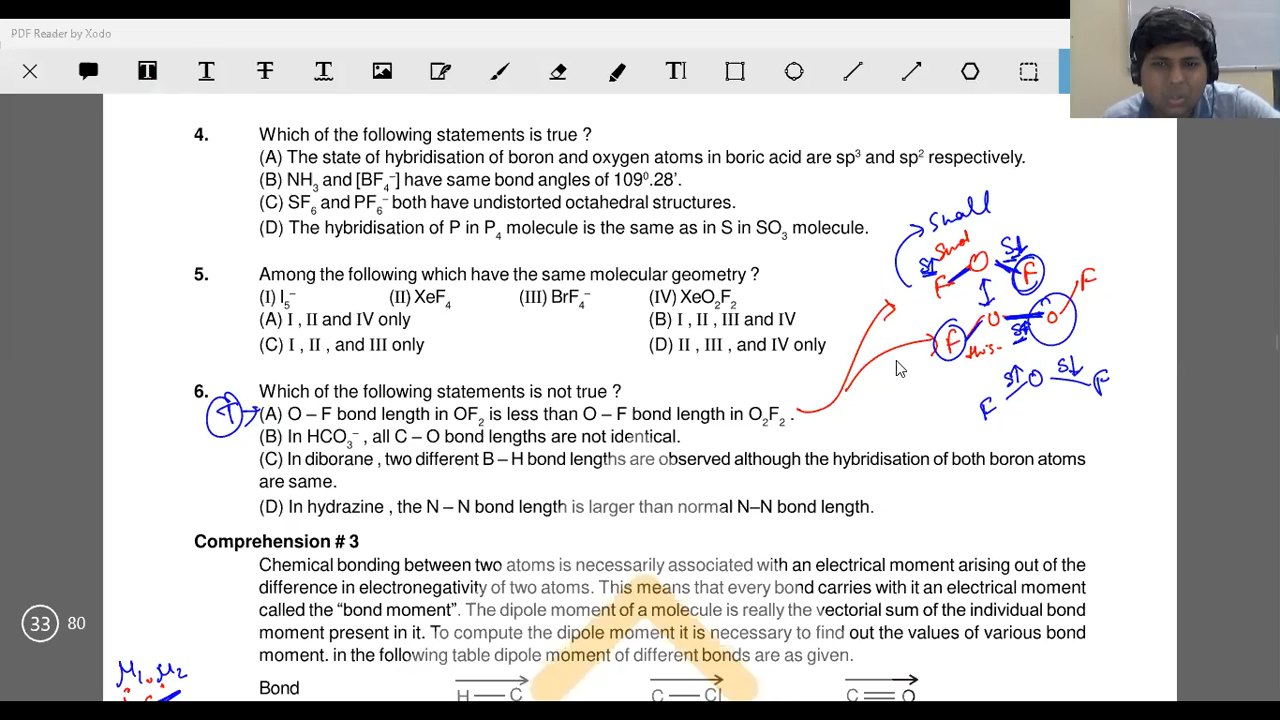 PDF Reader by Xodo
4. Which of the following statements is true ?
(A) The state of hybridisation of boron and oxygen atoms in boric acid are sp³ and sp² respectively.
(B) NH₃ and [BF₄⁻] have same bond angles of 109⁰.28'.
(C) SF₆ and PF₆⁻ both have undistorted octahedral structures.
(D) The hybridisation of P in P₄ molecule is the same as in S in SO₃ molecule.
Small
S↑ S↓
F O F
5. Among the following which have the same molecular geometry ?
(I) I₅⁻ (II) XeF₄ (III) BrF₄⁻ (IV) XeO₂F₂
(A) I , II and IV only (B) I , II , III and IV
(C) I , II , and III only (D) II , III , and IV only
F
O O
F S↑
this-
S↑ O S↓ F
F
6. Which of the following statements is not true ?
T (A) O – F bond length in OF₂ is less than O – F bond length in O₂F₂ .
(B) In HCO₃⁻ , all C – O bond lengths are not identical.
(C) In diborane , two different B – H bond lengths are observed although the hybridisation of both boron atoms
are same.
(D) In hydrazine , the N – N bond length is larger than normal N–N bond length.
Comprehension # 3
Chemical bonding between two atoms is necessarily associated with an electrical moment arising out of the
difference in electronegativity of two atoms. This means that every bond carries with it an electrical moment
called the “bond moment”. The dipole moment of a molecule is really the vectorial sum of the individual bond
moment present in it. To compute the dipole moment it is necessary to find out the values of various bond
moment. in the following table dipole moment of different bonds are as given.
33 80
μ₁ μ₂
Bond H — C C — Cl C = O